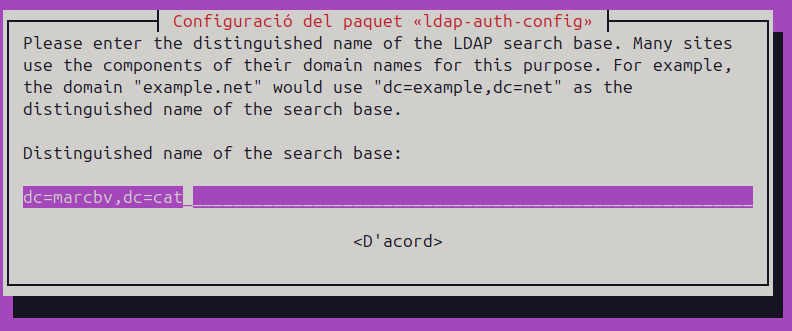 Configuració del paquet «ldap-auth-config»
Please enter the distinguished name of the LDAP search base. Many sites
use the components of their domain names for this purpose. For example,
the domain "example.net" would use "dc=example,dc=net" as the
distinguished name of the search base.
Distinguished name of the search base:
dc=marcbv,dc=cat
<D'acord>